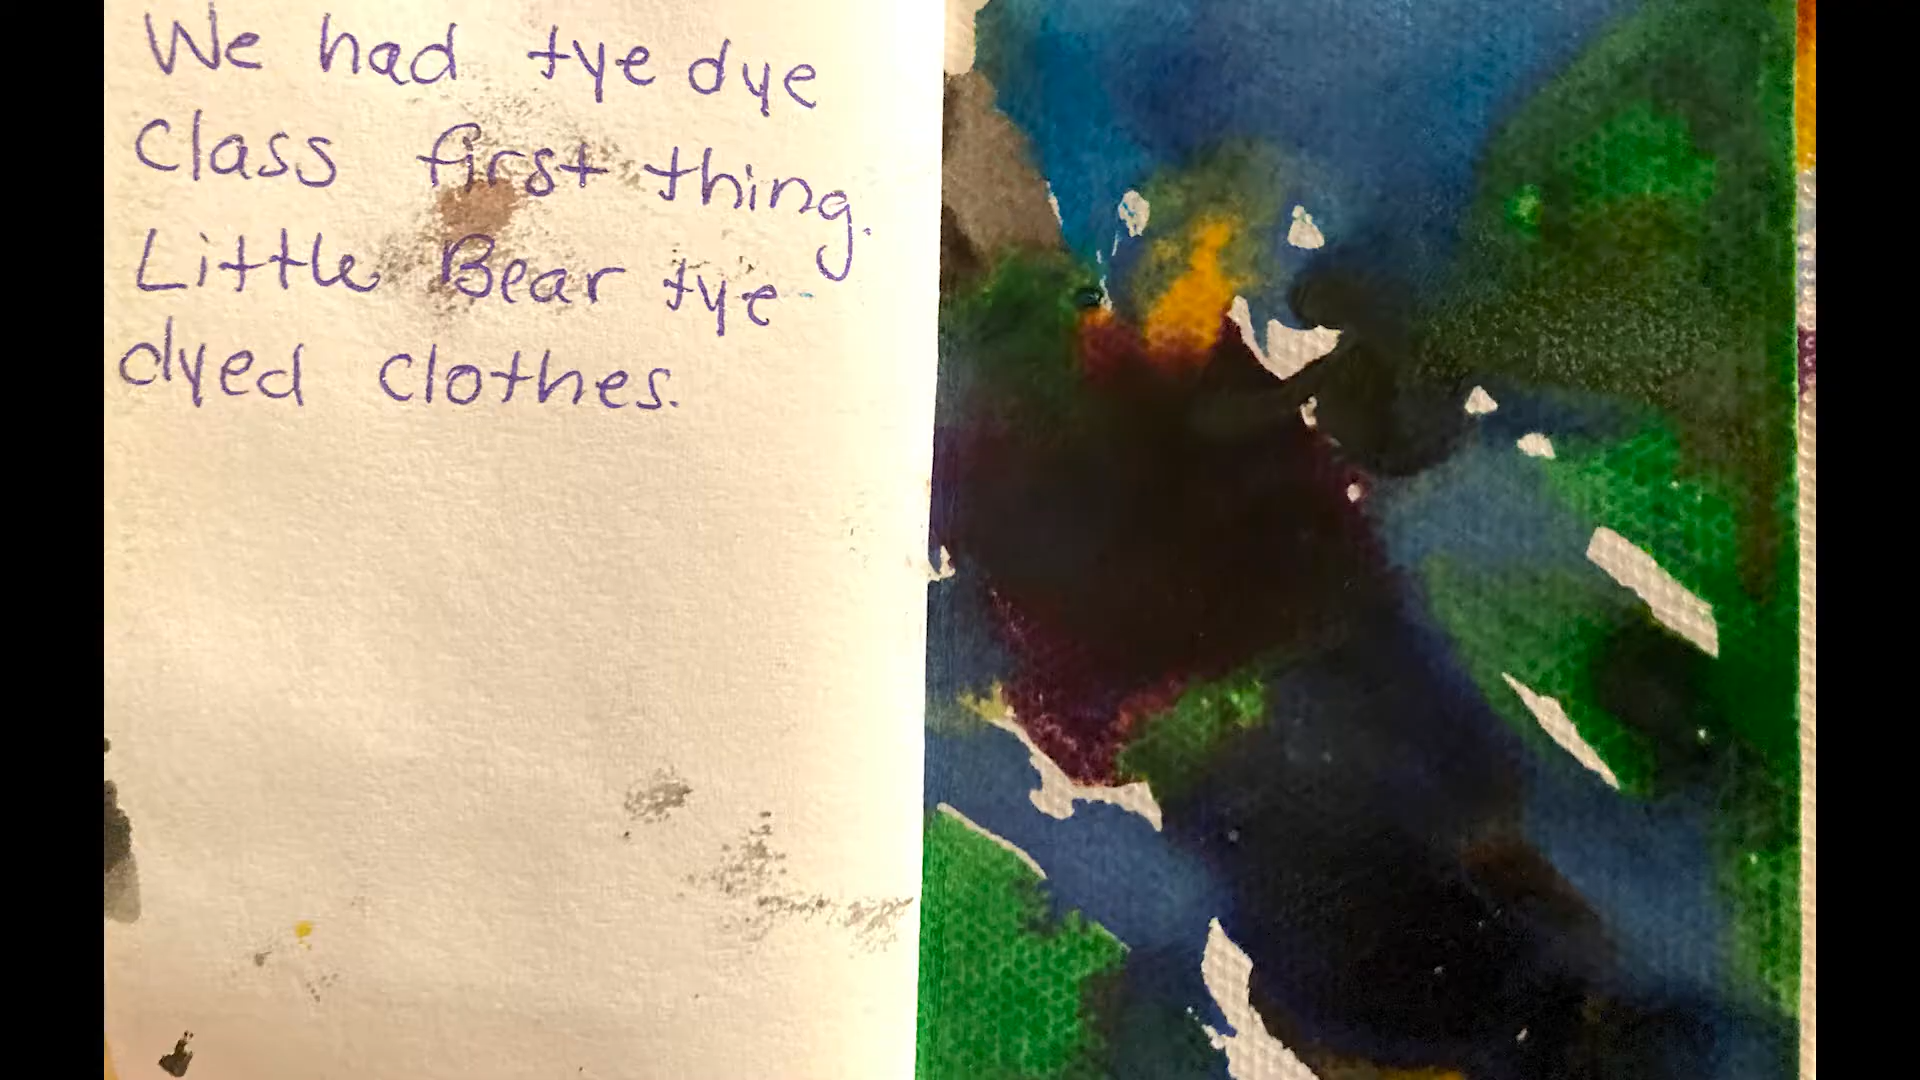 We had tye dye
class first thing.
Little Bear tye
dyed clothes.